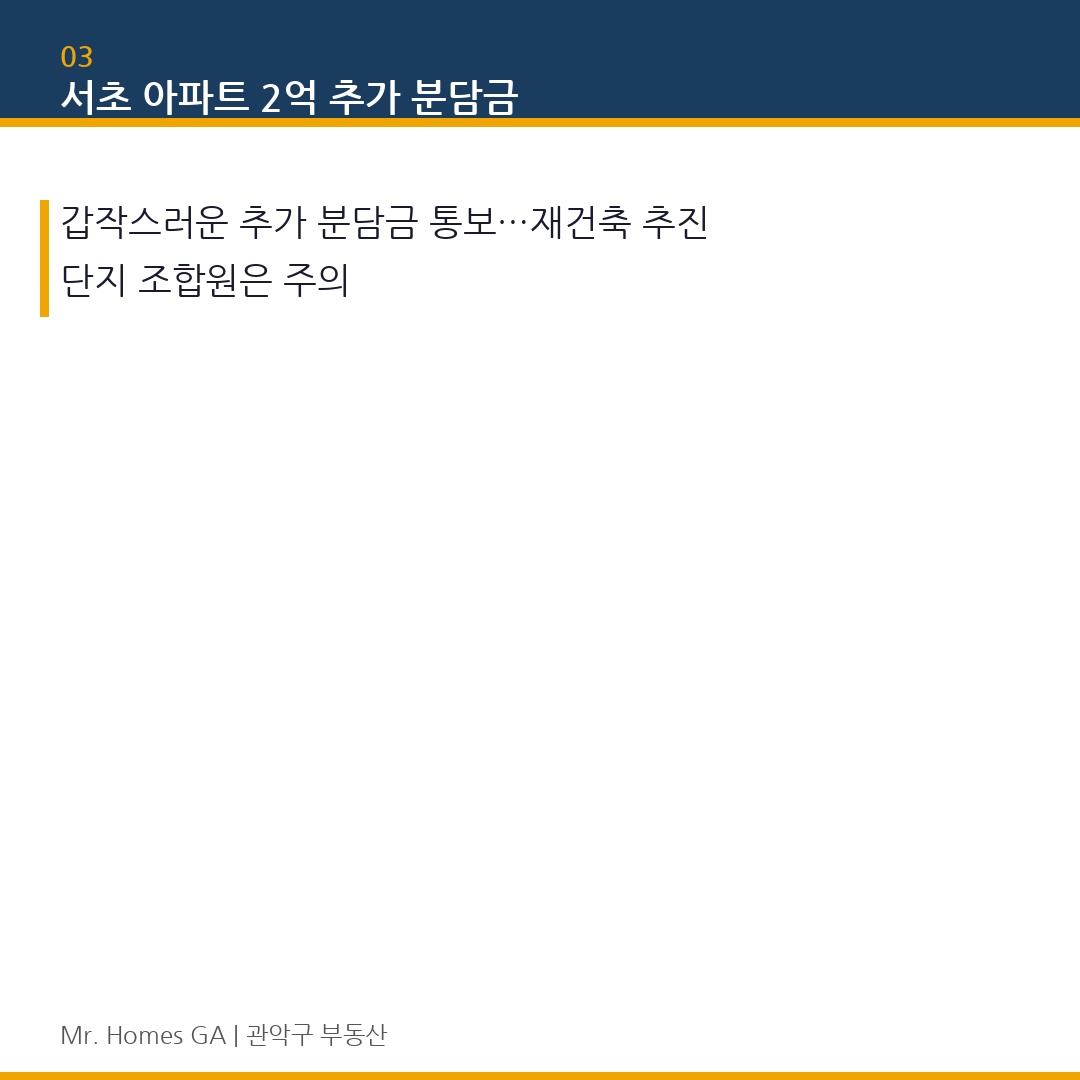 03
서초 아파트 2억 추가 분담금
갑작스러운 추가 분담금 통보…재건축 추진
단지 조합원은 주의
Mr. Homes GA | 관악구 부동산